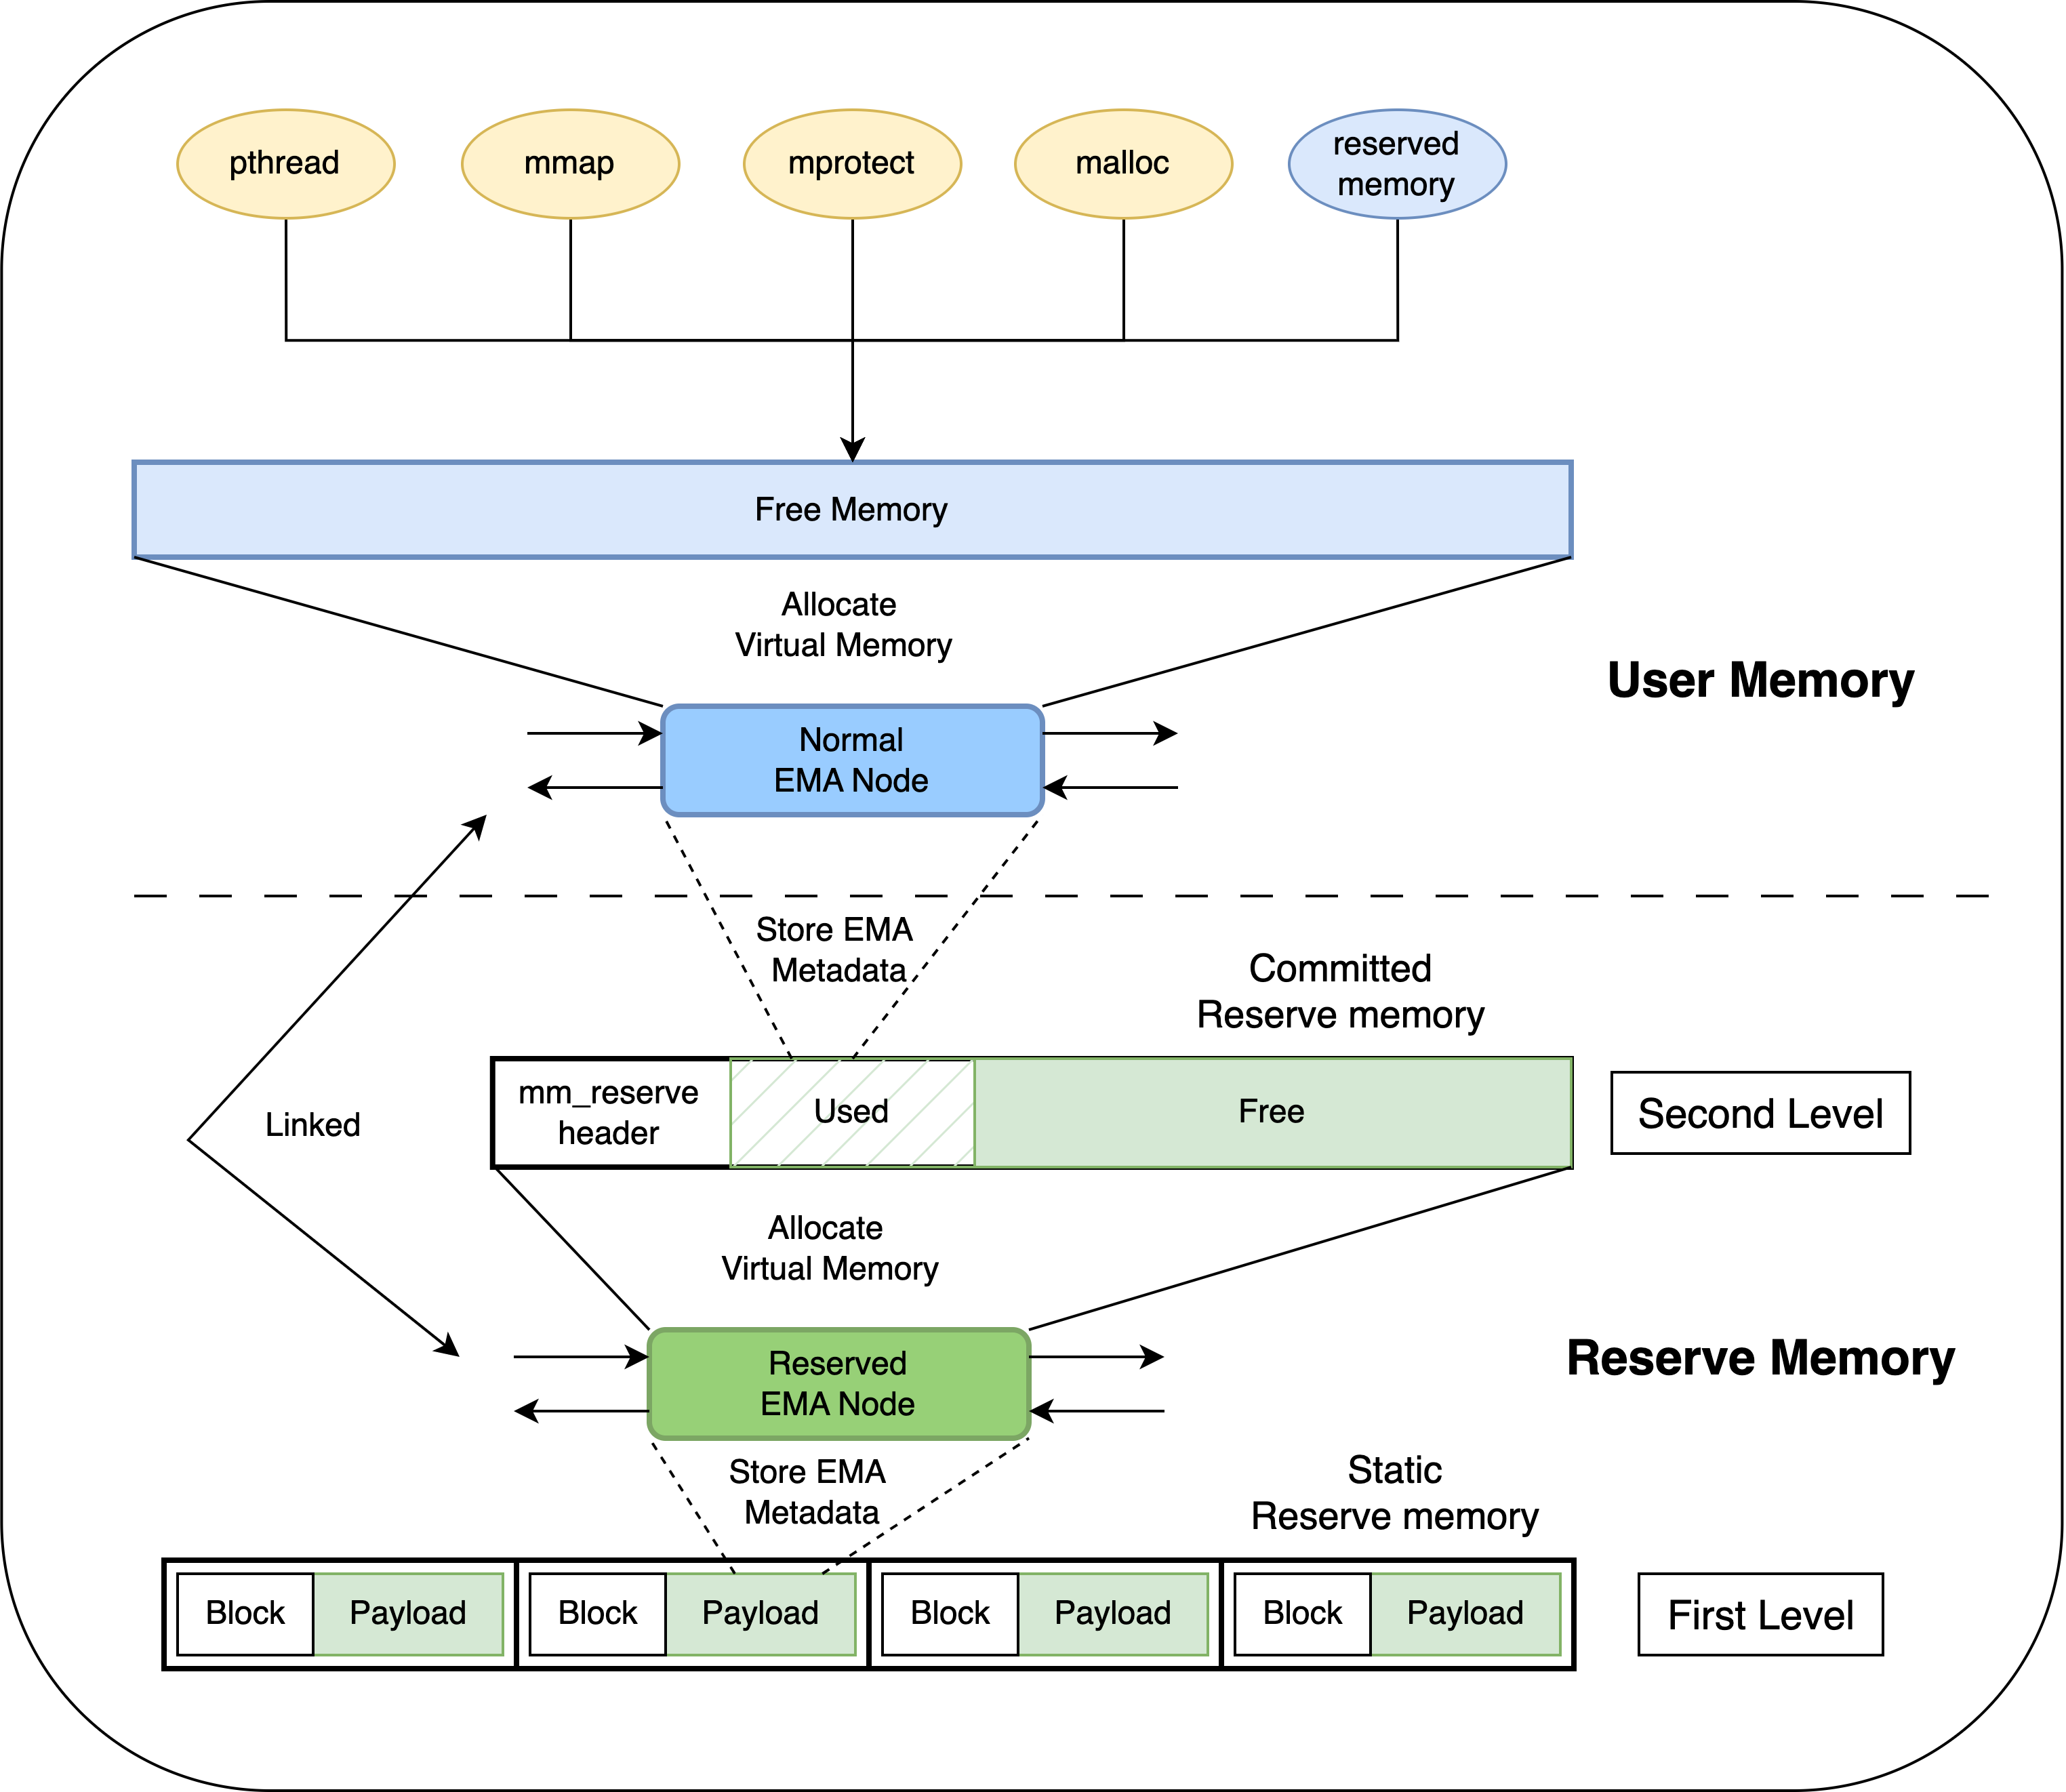 pthread
mmap
mprotect
malloc
reserved
memory
Free Memory
Allocate
Virtual Memory
User Memory
Normal
EMA Node
Store EMA
Metadata
Committed
Reserve memory
Linked
mm_reserve
header
Used
Free
Second Level
Allocate
Virtual Memory
Reserved
EMA Node
Reserve Memory
Store EMA
Metadata
Static
Reserve memory
Block
Payload
Block
Payload
Block
Payload
Block
Payload
First Level